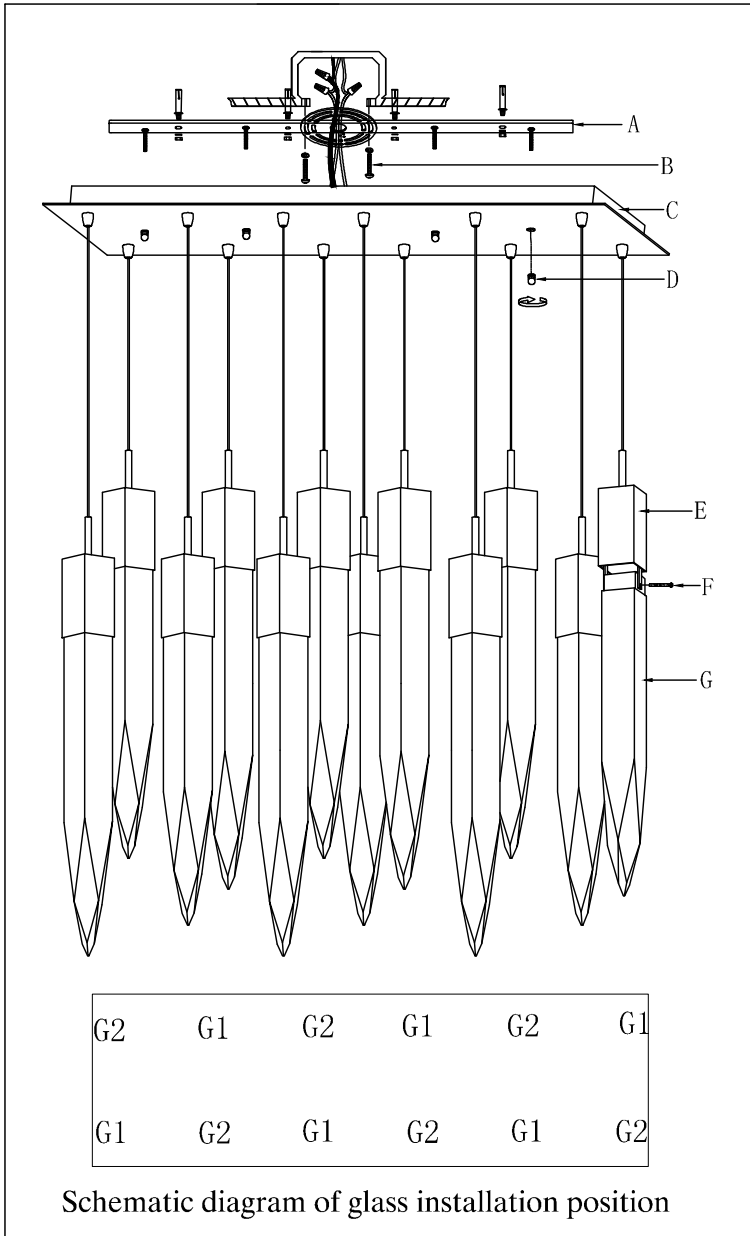 A
B
C
D
E
F
G
G2 G1 G2 G1 G2 G1
G1 G2 G1 G2 G1 G2
Schematic diagram of glass installation position